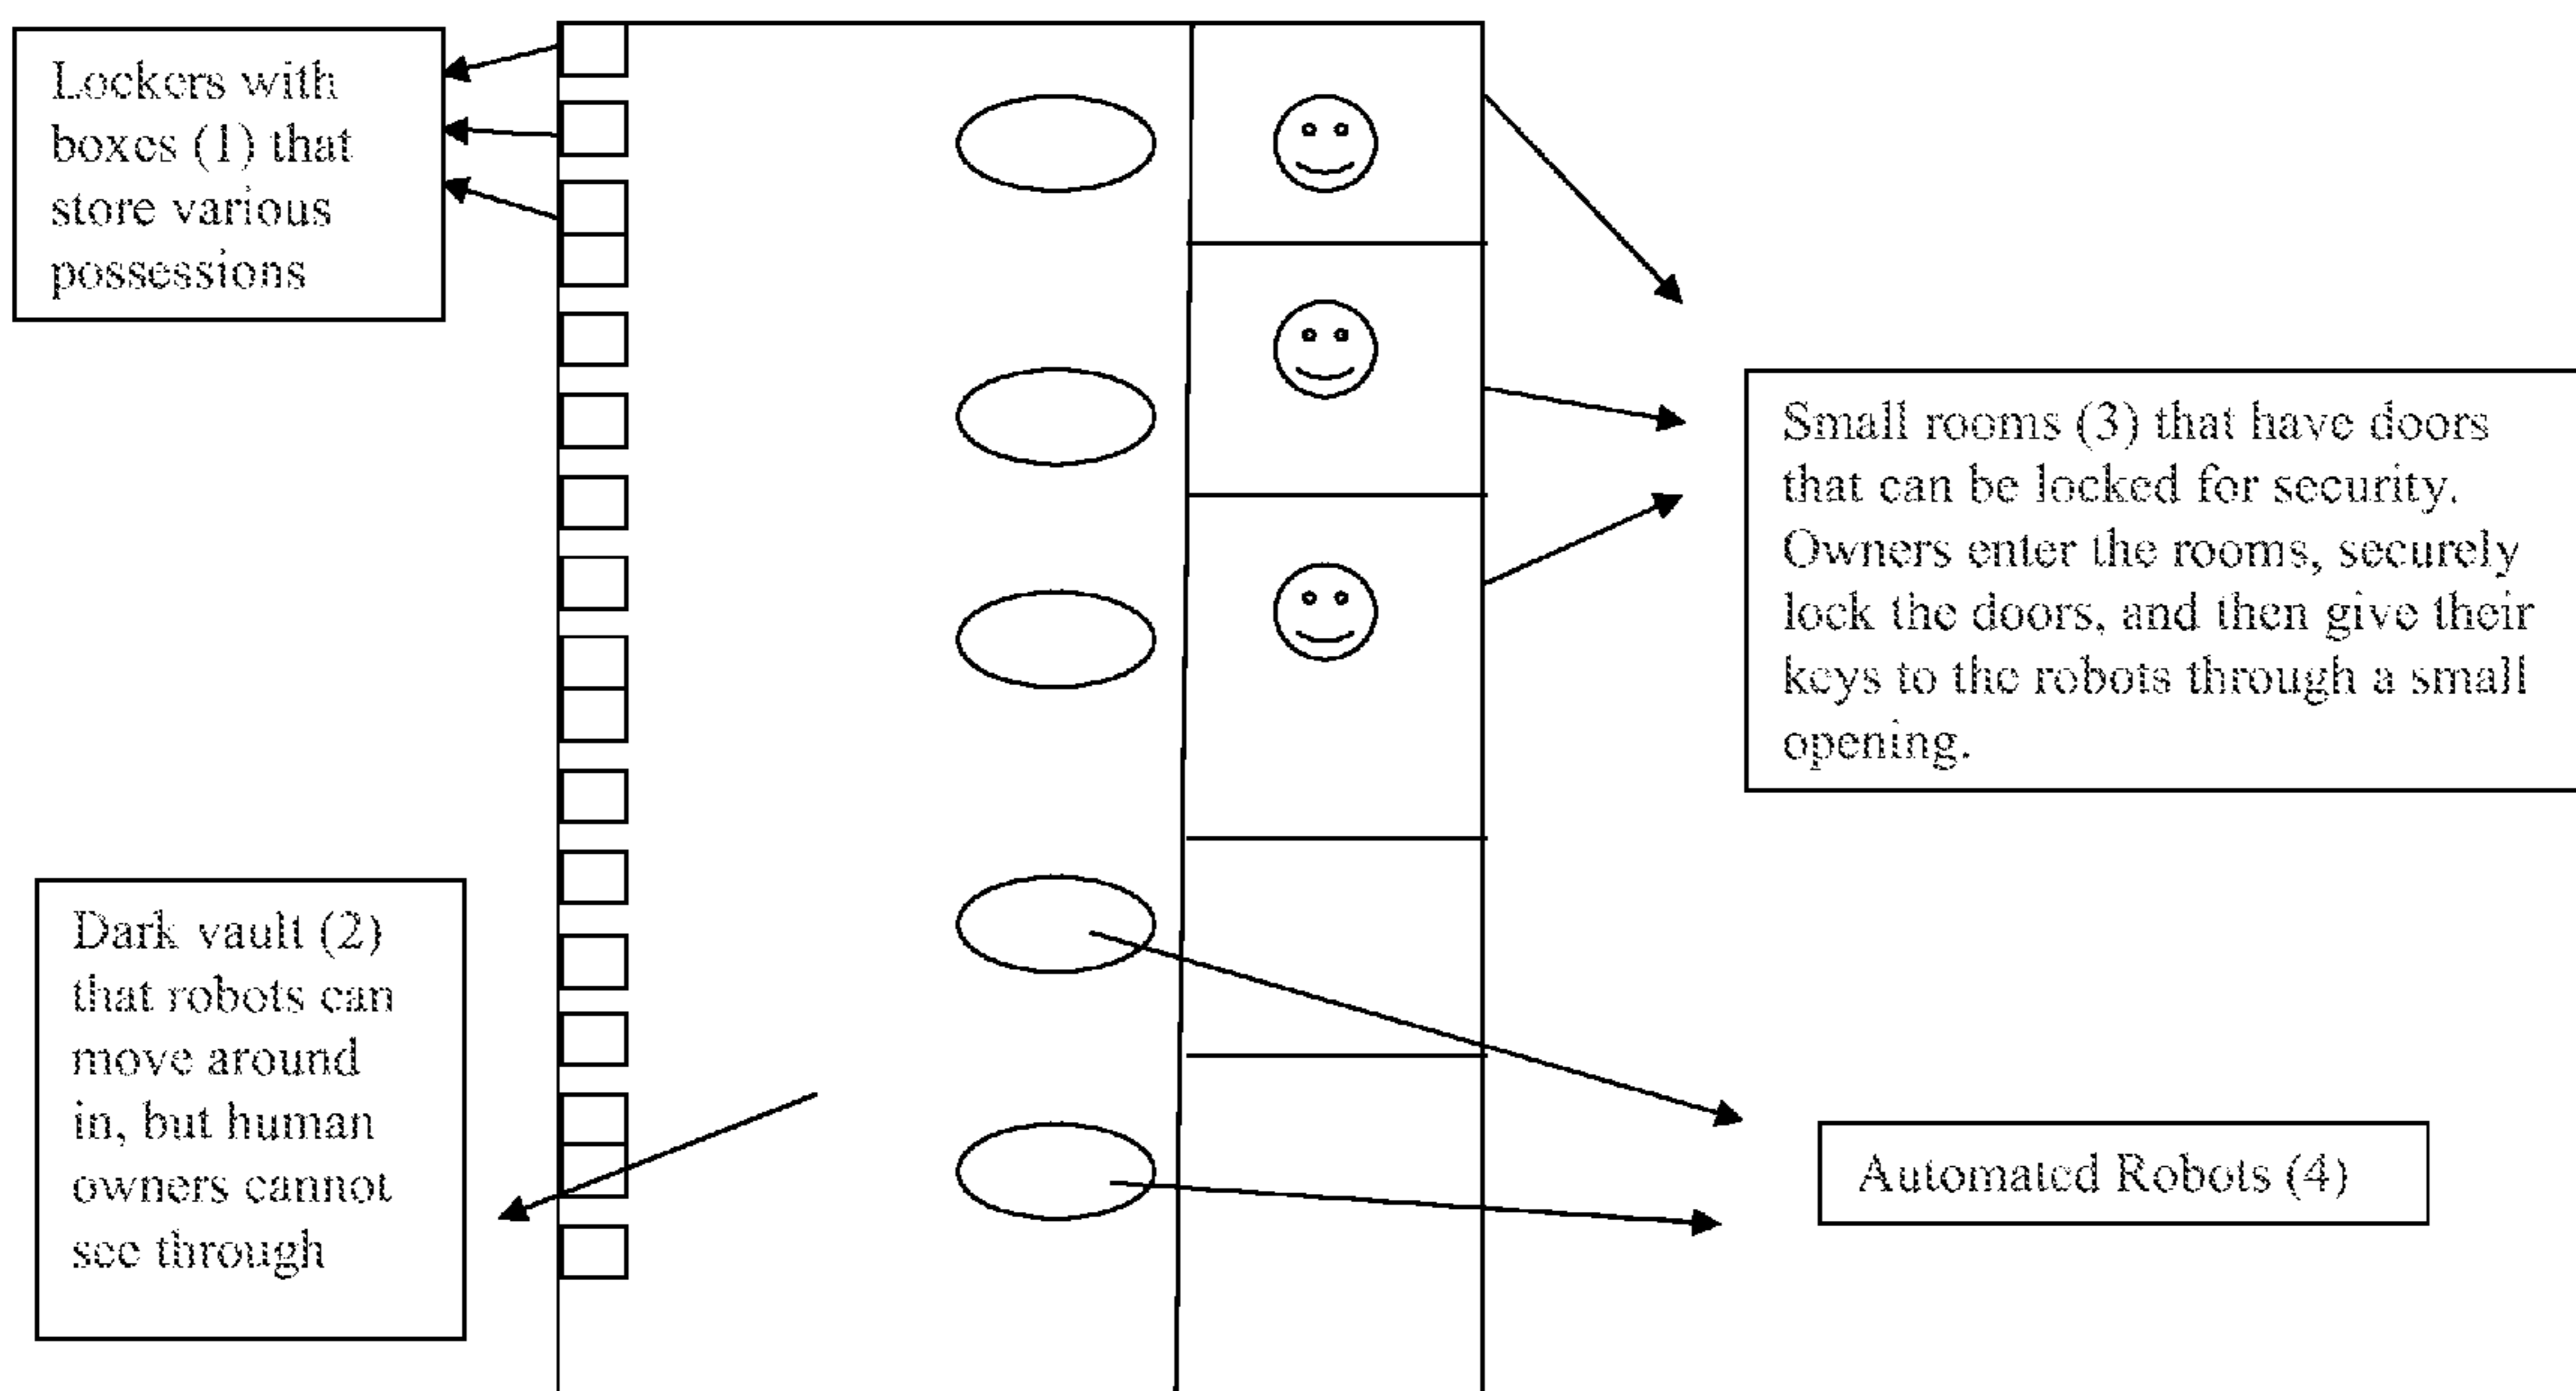 Lockers with
boxes (1) that
store various
possessions
Small rooms (3) that have doors
that can be locked for security.
Owners enter the rooms, securely
lock the doors, and then give their
keys to the robots through a small
opening.
Dark vault (2)
that robots can
move around
in, but human
owners cannot
see through
Automated Robots (4)